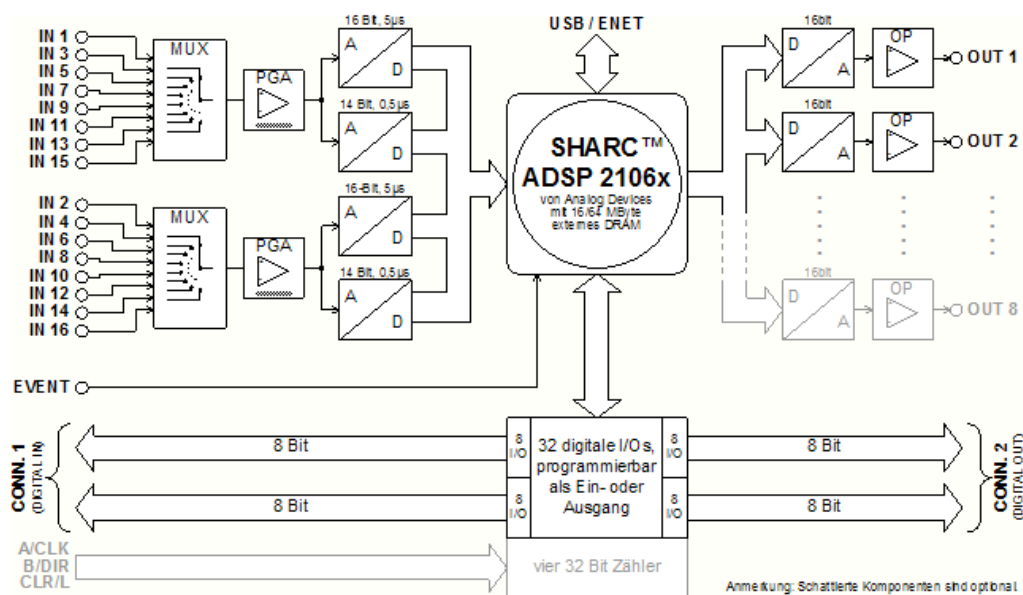 IN 1
IN 3
IN 5
IN 7
IN 9
IN 11
IN 13
IN 15
MUX
PGA
16 Bit, 5µs
A
D
14 Bit, 0,5µs
A
D
IN 2
IN 4
IN 6
IN 8
IN 10
IN 12
IN 14
IN 16
MUX
PGA
16-Bit, 5µs
A
D
14 Bit, 0,5µs
A
D
USB / ENET
SHARC™
ADSP 2106x
von Analog Devices
mit 16/64 MByte
externes DRAM
16bit
D
A
OP
OUT 1
16bit
D
A
OP
OUT 2
16bit
D
A
OP
OUT 8
EVENT
CONN. 1
(DIGITAL IN)
8 Bit
8 Bit
8
I/O
8
I/O
32 digitale I/Os,
programmierbar
als Ein- oder
Ausgang
8
I/O
8
I/O
8 Bit
8 Bit
CONN. 2
(DIGITAL OUT)
A/CLK
B/DIR
CLR/L
vier 32 Bit Zähler
Anmerkung: Schattierte Komponenten sind optional.